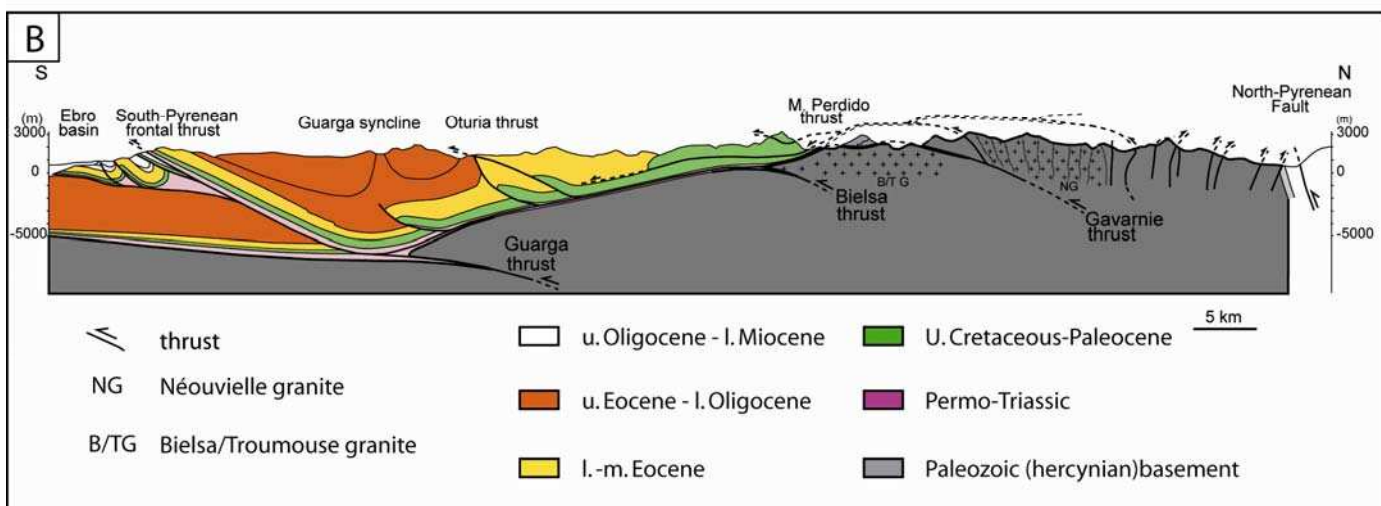 B
S
N
North-Pyrenean
Fault
M. Perdido
thrust
Ebro
basin
South-Pyrenean
frontal thrust
Guarga syncline
Oturia thrust
(m)
3000
0
-5000
(m)
3000
0
-5000
B/T G
NG
Bielsa
thrust
Gavarnie
thrust
Guarga
thrust
5 km
thrust
u. Oligocene - l. Miocene
U. Cretaceous-Paleocene
NG Néouvielle granite
u. Eocene - l. Oligocene
Permo-Triassic
B/TG Bielsa/Troumouse granite
l. -m. Eocene
Paleozoic (hercynian)basement